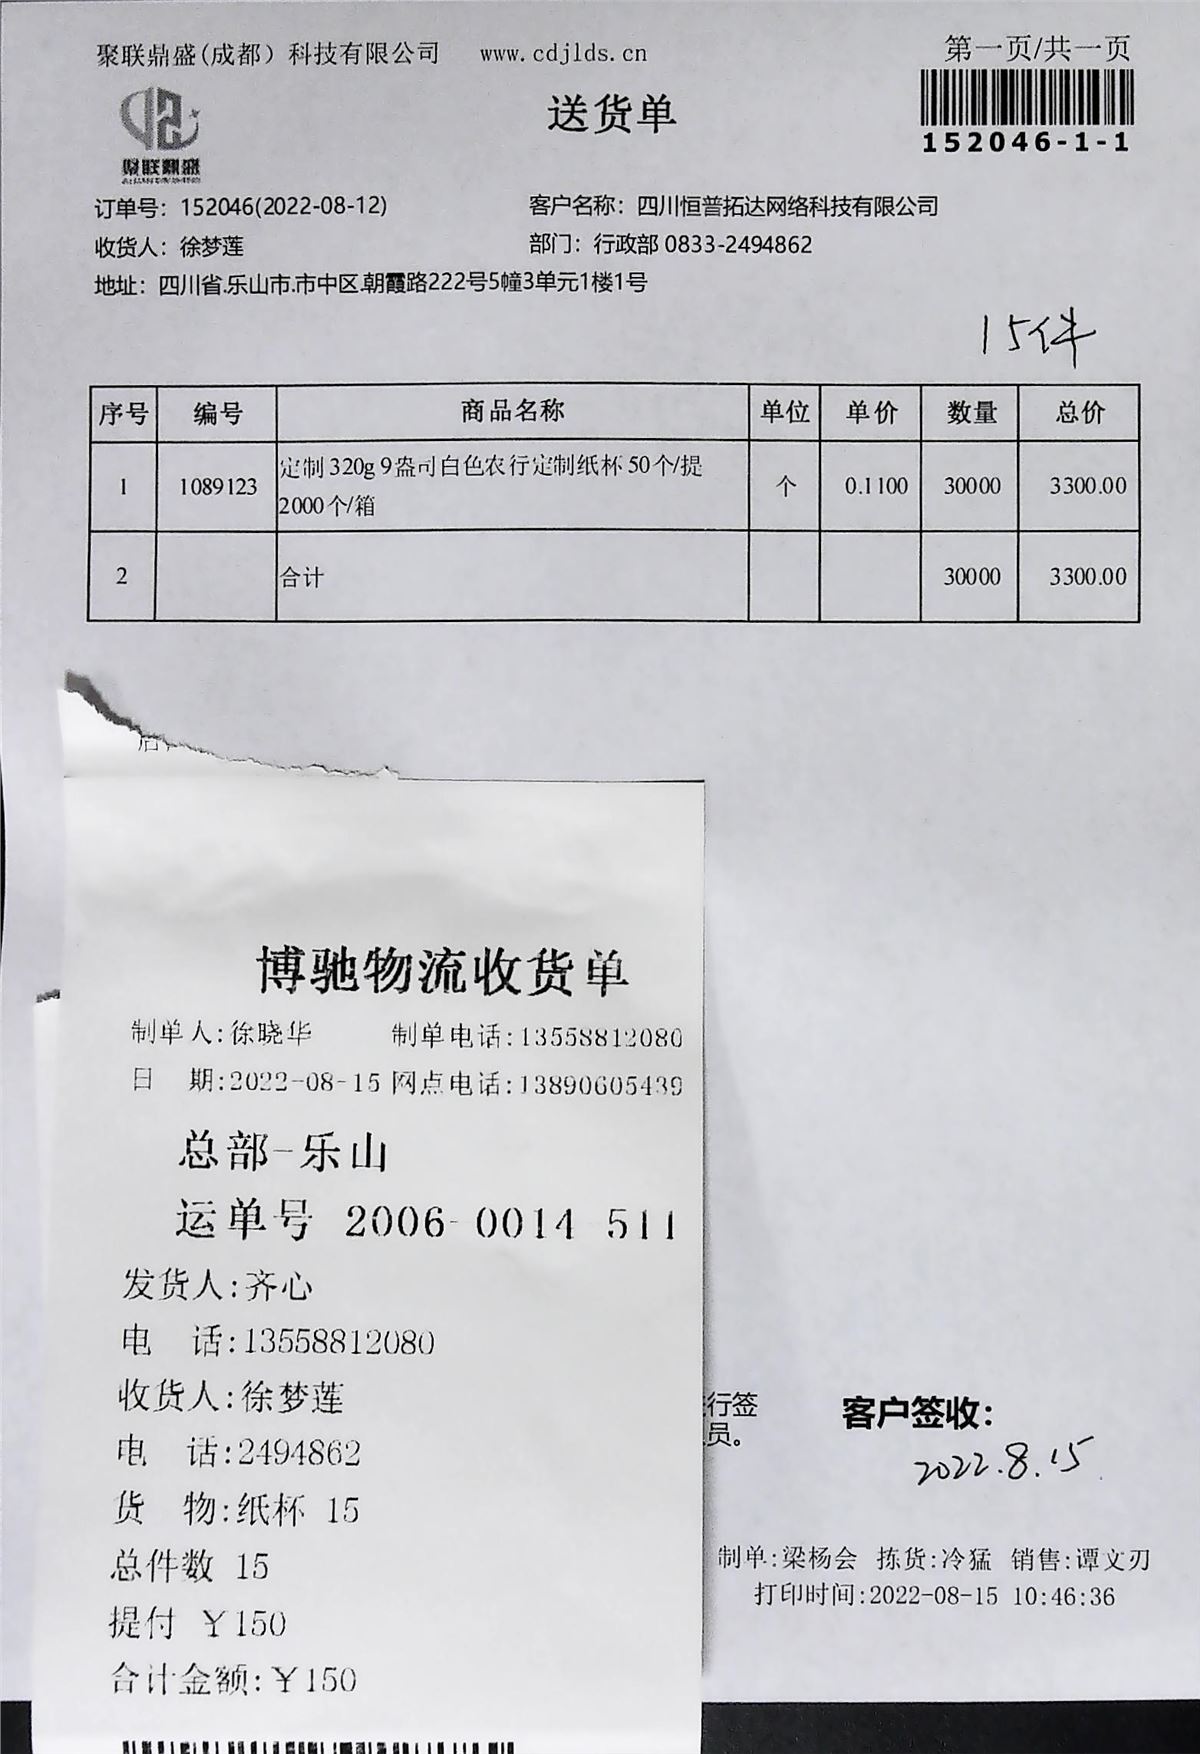 聚联鼎盛(成都）科技有限公司 www.cdjlds.cn
第一页/共一页
送货单
152046-1-1
聚联鼎盛
订单号：152046(2022-08-12) 客户名称：四川恒普拓达网络科技有限公司
收货人：徐梦莲 部门：行政部 0833-2494862
地址：四川省.乐山市.市中区.朝霞路222号5幢3单元1楼1号
15件
序号 编号 商品名称 单位 单价 数量 总价
1 1089123 定制 320g 9盎司白色农行定制纸杯 50个/提 个 0.1100 30000 3300.00
2000个/箱
2 合计 30000 3300.00
博驰物流收货单
制单人:徐晓华 制单电话:13558812080
日 期:2022-08-15 网点电话:13890605439
总部-乐山
运单号 2006-0014 511
发货人:齐心
电 话:13558812080
收货人:徐梦莲
电 话:2494862
货 物:纸杯 15
总件数 15
提付 ￥150
合计金额:￥150
行签
员。
客户签收：
2022.8.15
制单:梁杨会 拣货:冷猛 销售:谭文刃
打印时间:2022-08-15 10:46:36